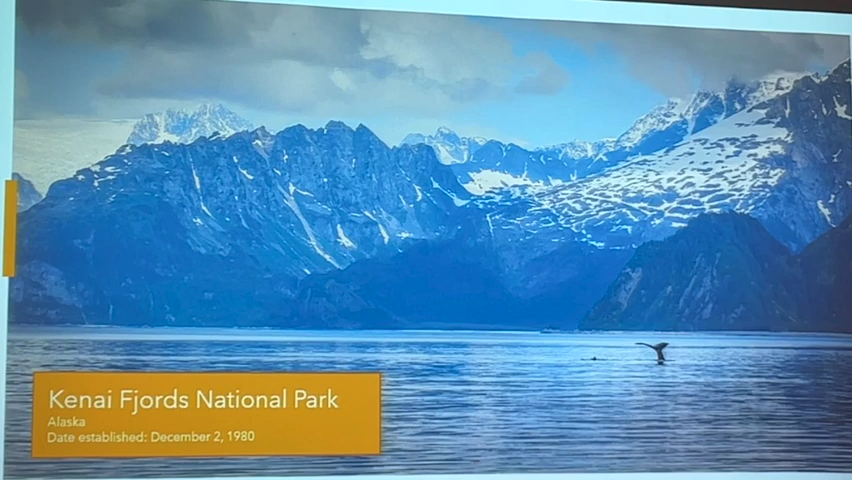 Kenai Fjords National Park
Alaska
Date established: December 2, 1980